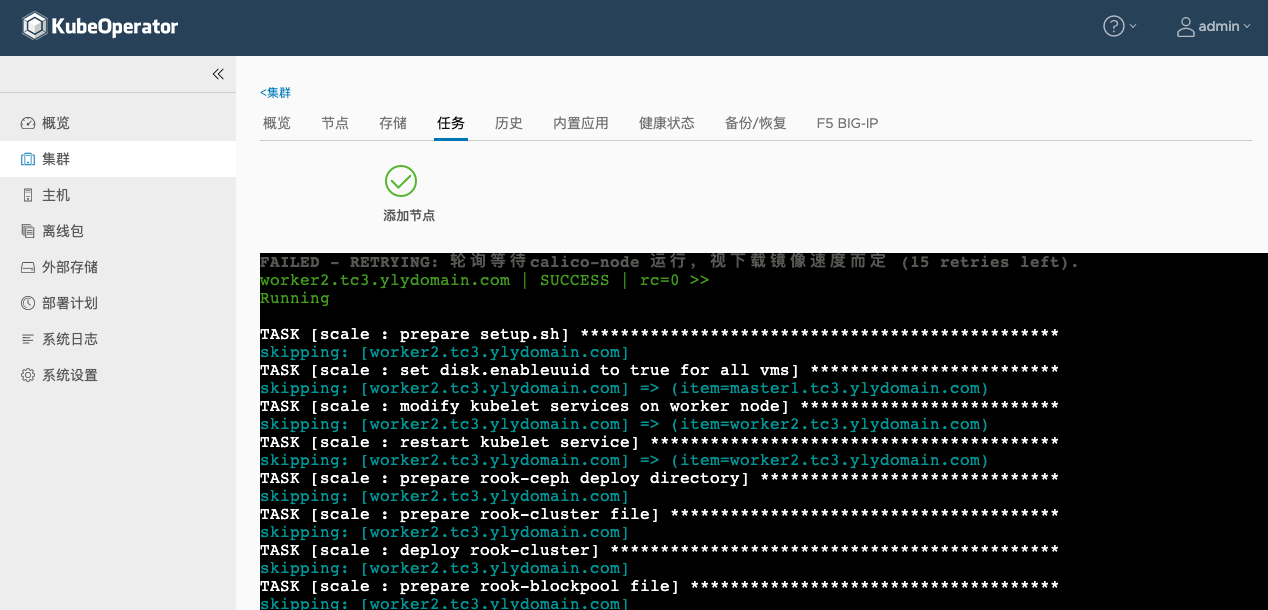 KubeOperator
admin
<集群
概览
集群
主机
离线包
外部存储
部署计划
系统日志
系统设置
概览 节点 存储 任务 历史 内置应用 健康状态 备份/恢复 F5 BIG-IP
添加节点
FAILED - RETRYING: 轮询等待calico-node 运行, 视下载镜像速度而定 (15 retries left).
worker2.tc3.ylydomain.com | SUCCESS | rc=0 >>
Running
TASK [scale : prepare setup.sh] ************************************************
skipping: [worker2.tc3.ylydomain.com]
TASK [scale : set disk.enableuuid to true for all vms] *************************
skipping: [worker2.tc3.ylydomain.com] => (item=master1.tc3.ylydomain.com)
TASK [scale : modify kubelet services on worker node] **************************
skipping: [worker2.tc3.ylydomain.com] => (item=worker2.tc3.ylydomain.com)
TASK [scale : restart kubelet service] *****************************************
skipping: [worker2.tc3.ylydomain.com] => (item=worker2.tc3.ylydomain.com)
TASK [scale : prepare rook-ceph deploy directory] ******************************
skipping: [worker2.tc3.ylydomain.com]
TASK [scale : prepare rook-cluster file] ***************************************
skipping: [worker2.tc3.ylydomain.com]
TASK [scale : deploy rook-cluster] *********************************************
skipping: [worker2.tc3.ylydomain.com]
TASK [scale : prepare rook-blockpool file] *************************************
skipping: [worker2.tc3.ylydomain.com]